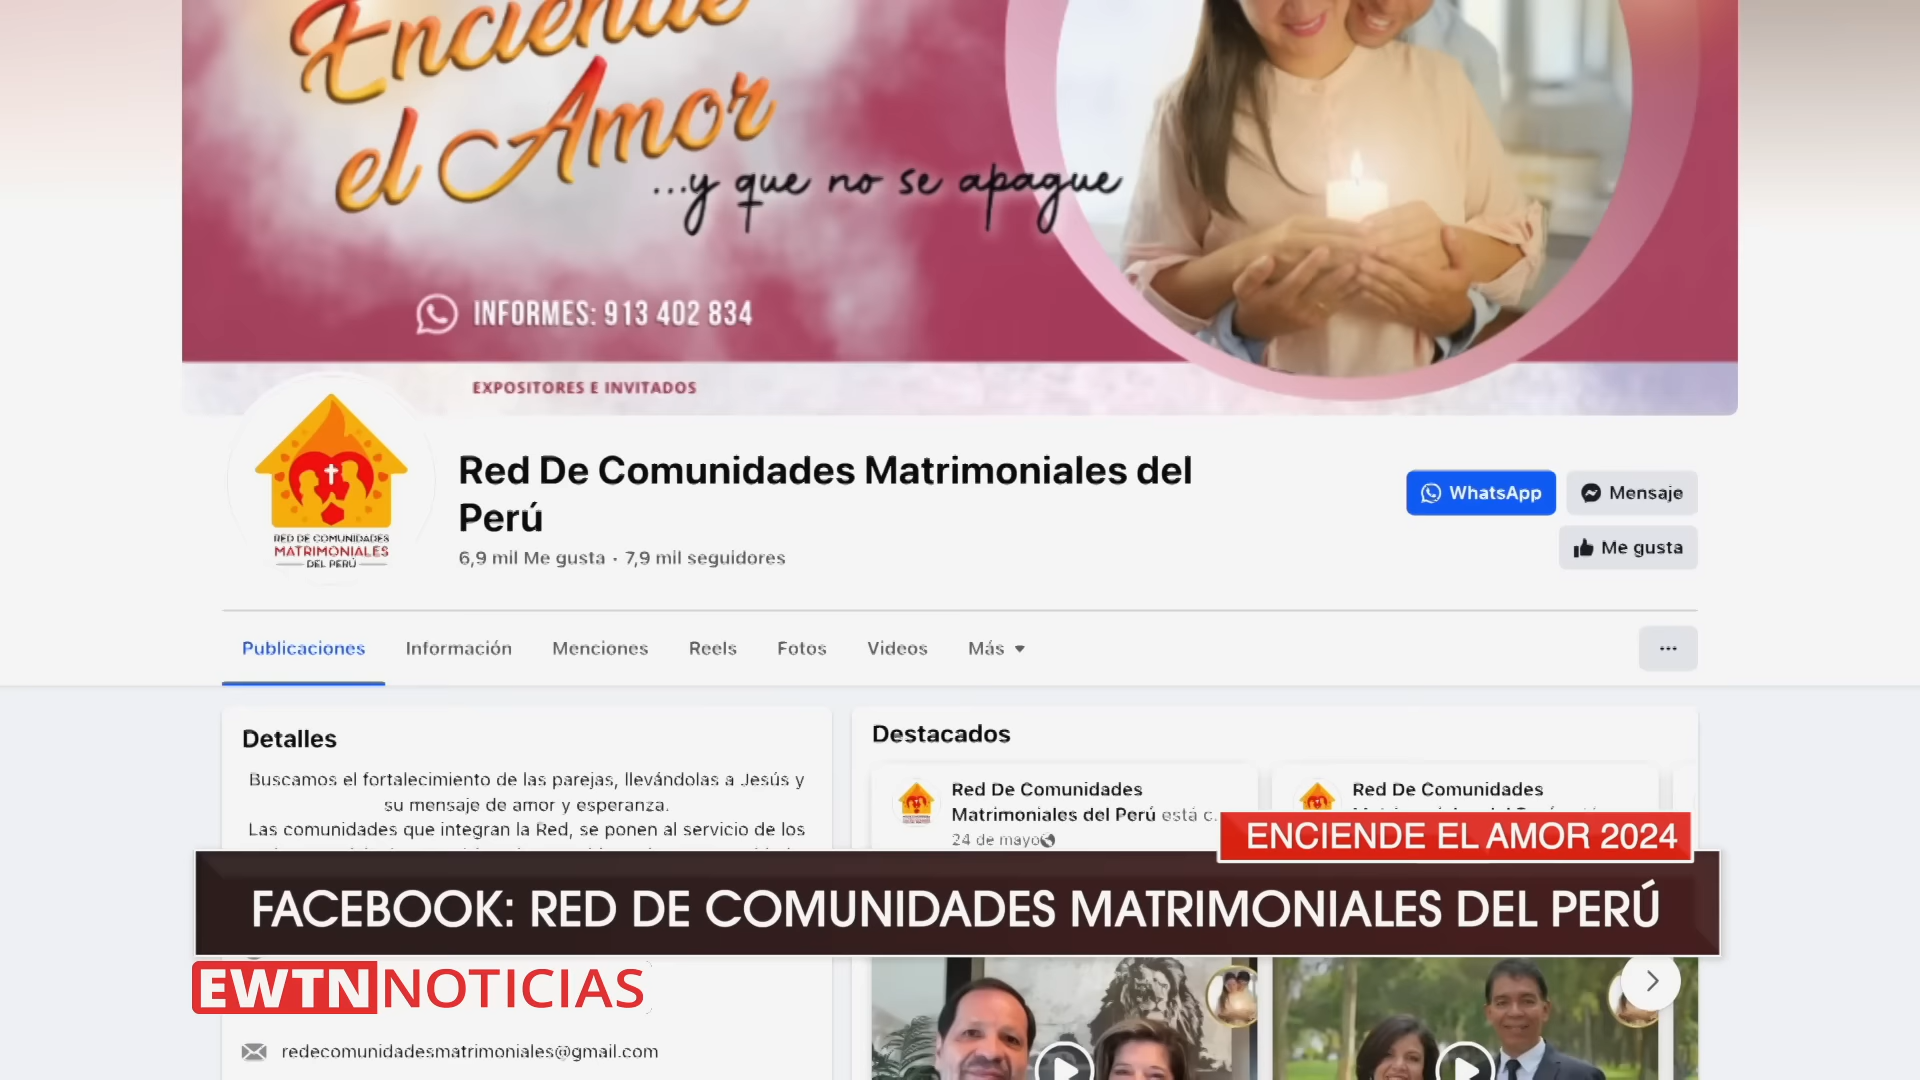 Enciende
el Amor
...y que no se apague
INFORMES: 913 402 834
EXPOSITORES E INVITADOS
RED DE COMUNIDADES
MATRIMONIALES
DEL PERÚ
Red De Comunidades Matrimoniales del
Perú
6,9 mil Me gusta · 7,9 mil seguidores
WhatsApp
Mensaje
Me gusta
Publicaciones
Información
Menciones
Reels
Fotos
Videos
Más
Detalles
Buscamos el fortalecimiento de las parejas, llevándolas a Jesús y
su mensaje de amor y esperanza.
Las comunidades que integran la Red, se ponen al servicio de los
Destacados
Red De Comunidades
Matrimoniales del Perú está c...
24 de mayo
Red De Comunidades
ENCIENDE EL AMOR 2024
FACEBOOK: RED DE COMUNIDADES MATRIMONIALES DEL PERÚ
EWTN NOTICIAS
redecomunidadesmatrimoniales@gmail.com